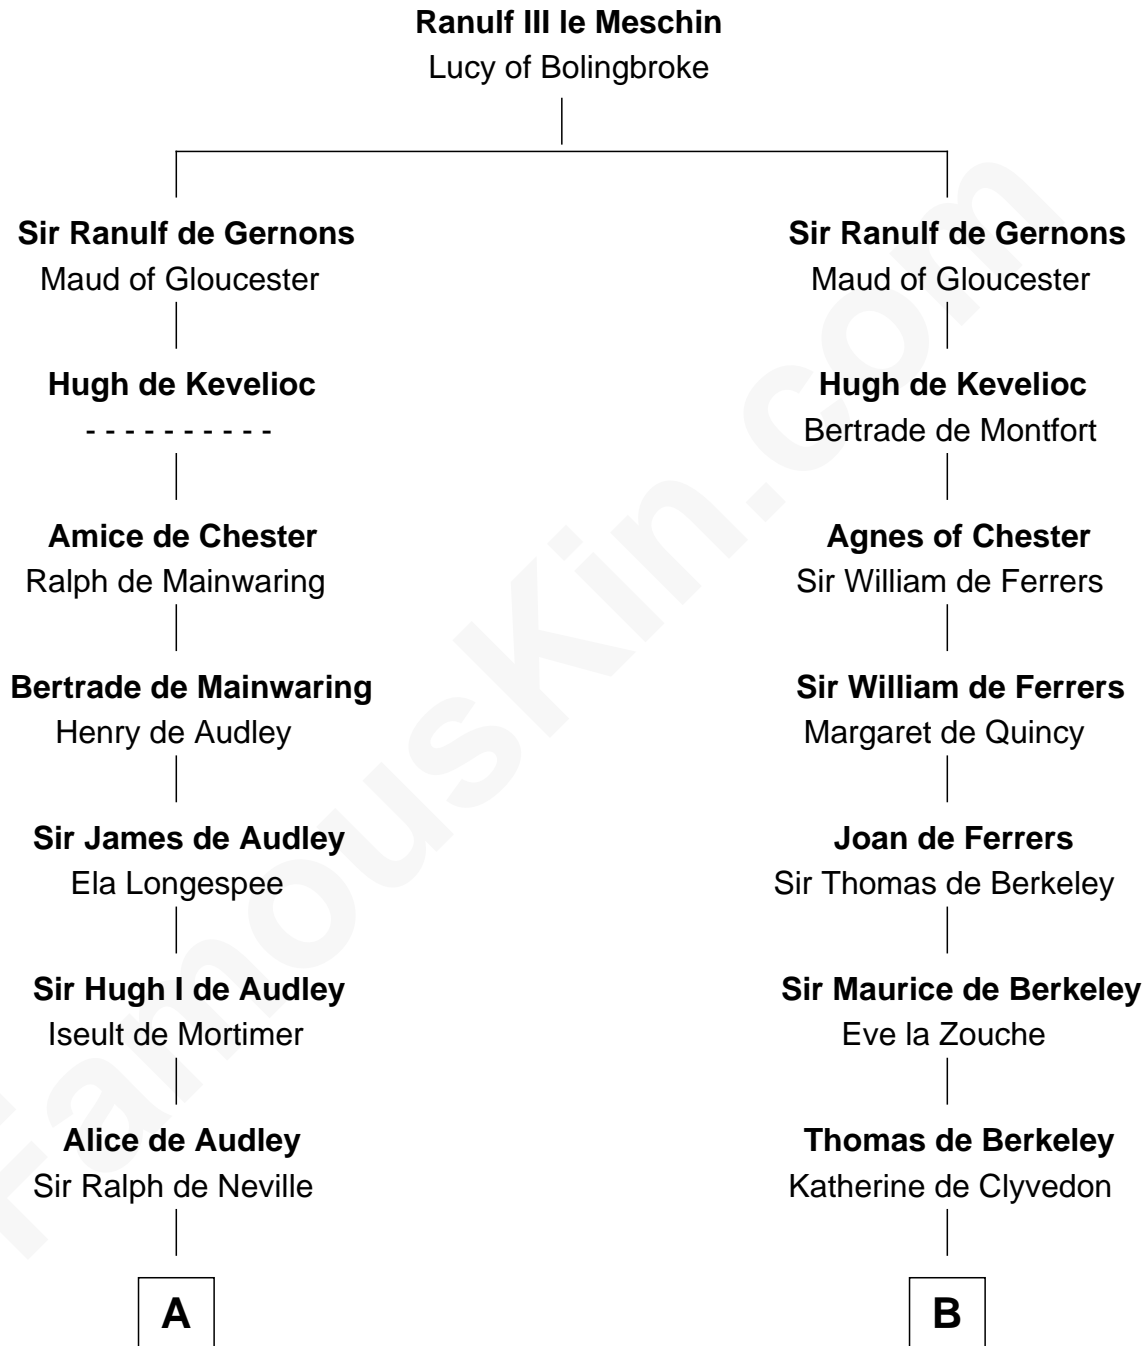 Ranulf III le Meschin
Lucy of Bolingbroke
Sir Ranulf de Gernons
Maud of Gloucester
Hugh de Kevelioc
- - - - - - - - - -
Amice de Chester
Ralph de Mainwaring
Bertrade de Mainwaring
Henry de Audley
Sir James de Audley
Ela Longespee
Sir Hugh I de Audley
Iseult de Mortimer
Alice de Audley
Sir Ralph de Neville
A
Sir Ranulf de Gernons
Maud of Gloucester
Hugh de Kevelioc
Bertrade de Montfort
Agnes of Chester
Sir William de Ferrers
Sir William de Ferrers
Margaret de Quincy
Joan de Ferrers
Sir Thomas de Berkeley
Sir Maurice de Berkeley
Eve la Zouche
Thomas de Berkeley
Katherine de Clyvedon
B
FamousKin.com